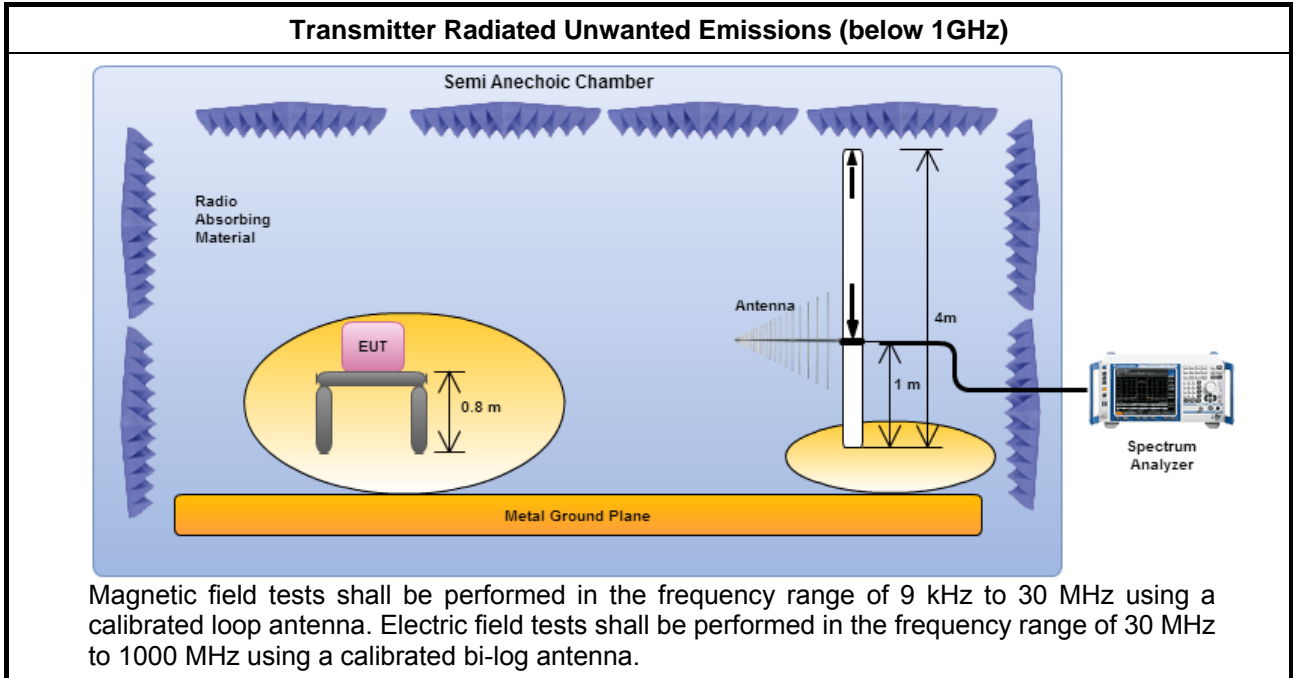 Transmitter Radiated Unwanted Emissions (below 1GHz)
Semi Anechoic Chamber
Radio
Absorbing
Material
Antenna
4m
EUT
1 m
0.8 m
Spectrum
Analyzer
Metal Ground Plane
Magnetic field tests shall be performed in the frequency range of 9 kHz to 30 MHz using a
calibrated loop antenna. Electric field tests shall be performed in the frequency range of 30 MHz
to 1000 MHz using a calibrated bi-log antenna.